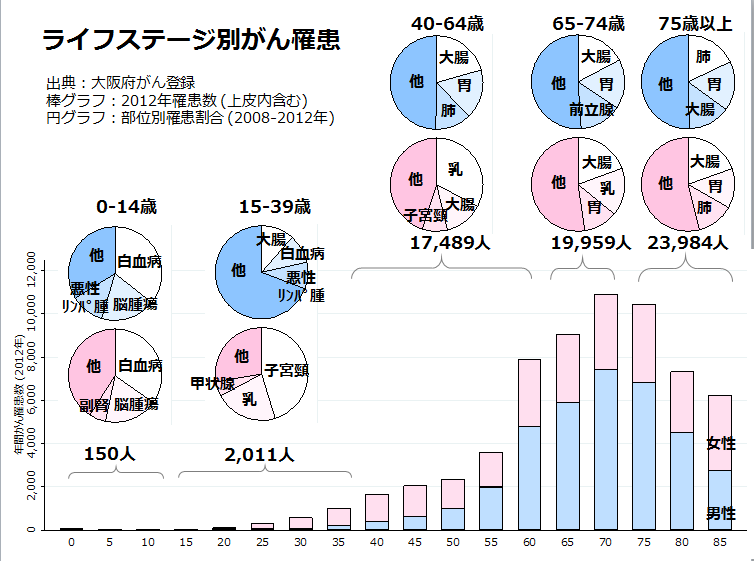 ライフステージ別がん罹患
出典：大阪府がん登録
棒グラフ：2012年罹患数 (上皮内含む)
円グラフ：部位別罹患割合 (2008-2012年)
40-64歳
大腸
胃
肺
他
乳
大腸
子宮頸
他
17,489人
65-74歳
大腸
胃
前立腺
他
大腸
乳
胃
他
19,959人
75歳以上
肺
胃
大腸
他
大腸
胃
肺
他
23,984人
0-14歳
白血病
脳腫瘍
悪性
ﾘﾝﾊﾟ腫
他
白血病
脳腫瘍
副腎
他
150人
15-39歳
大腸
白血病
悪性
ﾘﾝﾊﾟ腫
他
子宮頸
乳
甲状腺
他
2,011人
年間がん罹患数 (2012年)
12,000
10,000
8,000
6,000
4,000
2,000
0
女性
男性
0 5 10 15 20 25 30 35 40 45 50 55 60 65 70 75 80 85